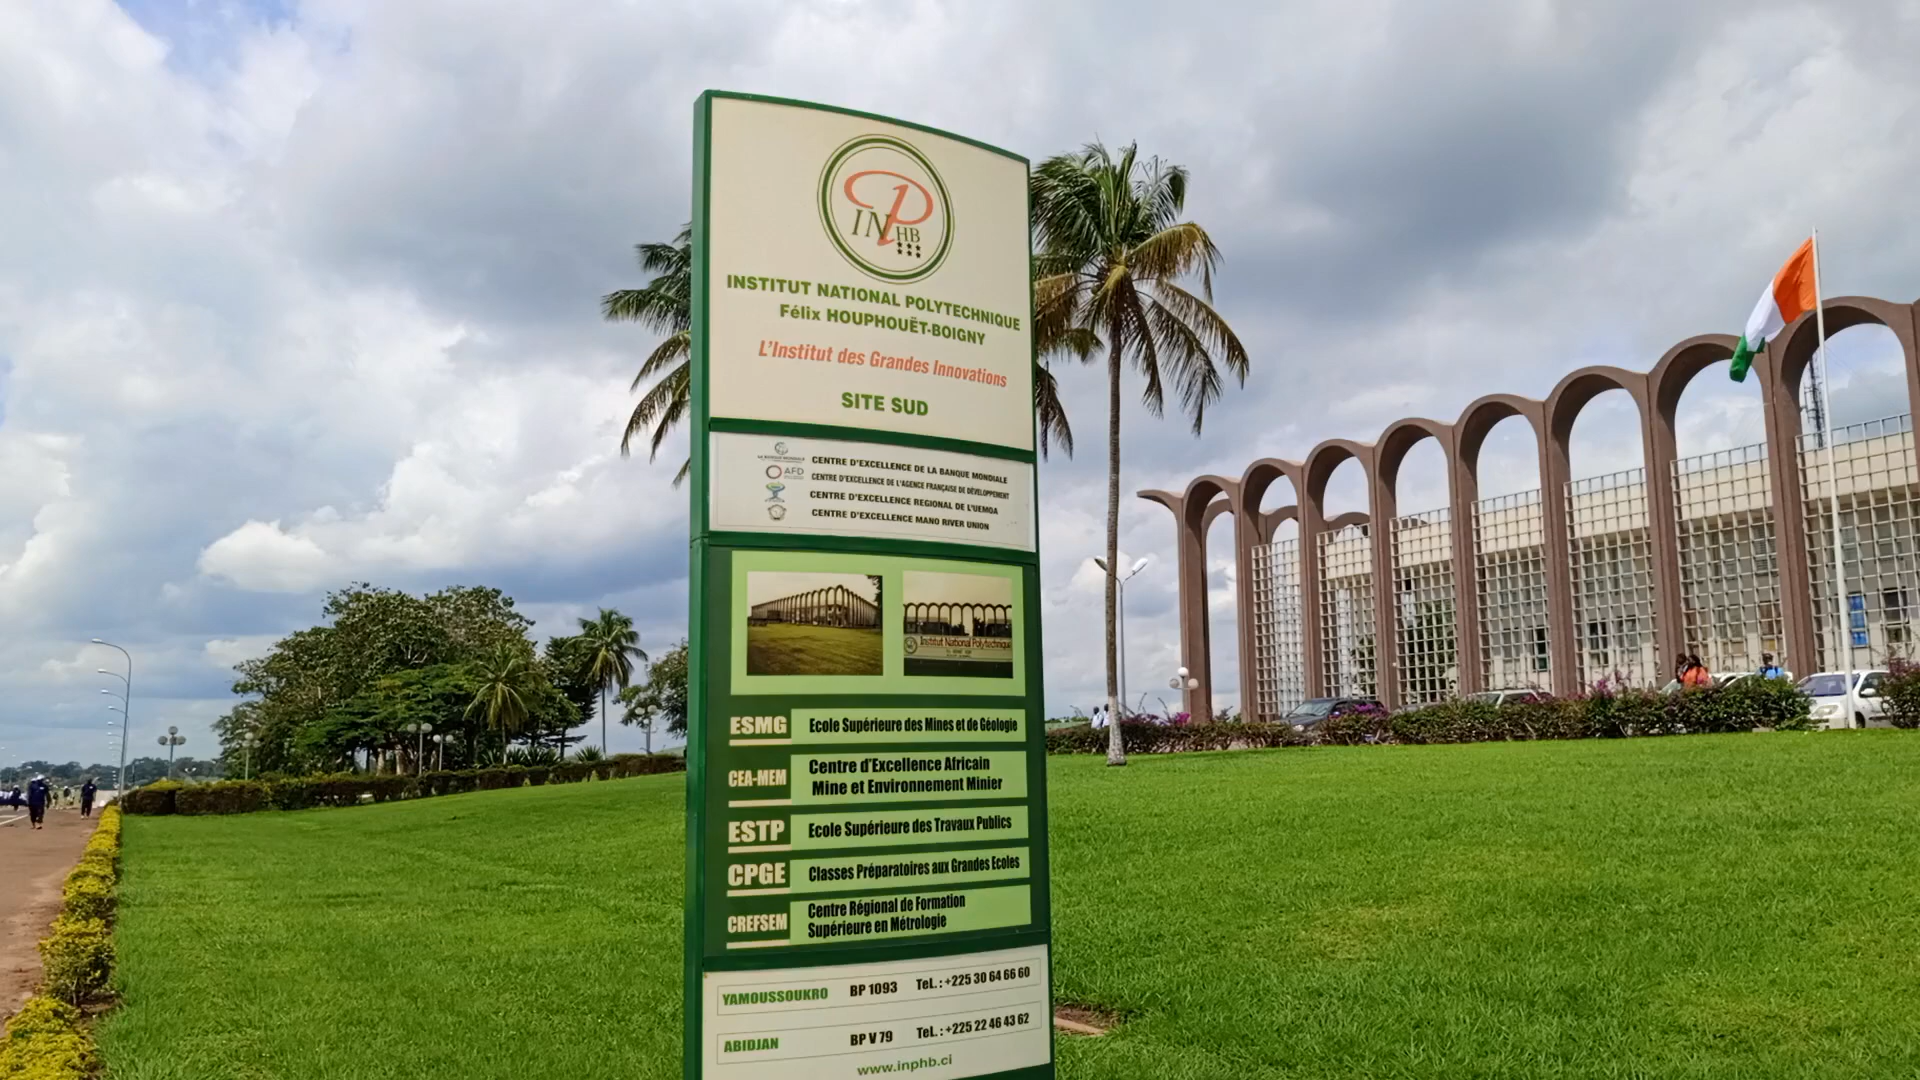 INP
HB
INSTITUT NATIONAL POLYTECHNIQUE
Félix HOUPHOUËT-BOIGNY
L'Institut des Grandes Innovations
SITE SUD
CENTRE D'EXCELLENCE DE LA BANQUE MONDIALE
AFD
CENTRE D'EXCELLENCE DE L'AGENCE FRANÇAISE DE DÉVELOPPEMENT
CENTRE D'EXCELLENCE REGIONAL DE L'UEMOA
CENTRE D'EXCELLENCE MANO RIVER UNION
Institut National Polytechnique
ESMG Ecole Supérieure des Mines et de Géologie
CEA-MEM Centre d'Excellence Africain
Mine et Environnement Minier
ESTP Ecole Supérieure des Travaux Publics
CPGE Classes Préparatoires aux Grandes Ecoles
CREFSEM Centre Régional de Formation
Supérieure en Métrologie
YAMOUSSOUKRO BP 1093 TeL. : +225 30 64 66 60
ABIDJAN BP V 79 TeL. : +225 22 46 43 62
www.inphb.ci